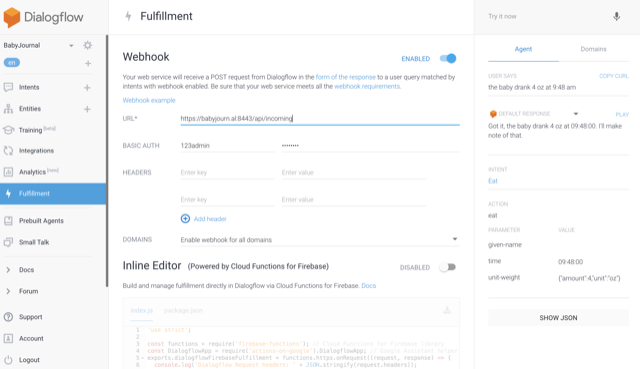 Dialogflow
BabyJournal
en
Intents
Entities
Training [beta]
Integrations
Analytics [new]
Fulfillment
Prebuilt Agents
Small Talk
Docs
Forum
Support
Account
Logout
Fulfillment
Webhook
ENABLED
Your web service will receive a POST request from Dialogflow in the form of the response to a user query matched by
intents with webhook enabled. Be sure that your web service meets all the webhook requirements.
Webhook example
URL* https://babyjourn.al:8443/api/incoming
BASIC AUTH 123admin ••••••••
HEADERS Enter key Enter value
Enter key Enter value
Add header
DOMAINS Enable webhook for all domains
Inline Editor (Powered by Cloud Functions for Firebase) DISABLED
Build and manage fulfillment directly in Dialogflow via Cloud Functions for Firebase. Docs
index.js package.json
1 'use strict';
2
3 const functions = require('firebase-functions'); // Cloud Functions for Firebase library
4 const DialogflowApp = require('actions-on-google').DialogflowApp; // Google Assistant helper
5 exports.dialogflowFirebaseFulfillment = functions.https.onRequest((request, response) => {
6 console.log('Dialogflow Request headers: ' + JSON.stringify(request.headers));
Try it now
Agent Domains
USER SAYS COPY CURL
the baby drank 4 oz at 9:48 am
DEFAULT RESPONSE PLAY
Got it, the baby drank 4 oz at 09:48:00. I'll make
note of that.
INTENT
Eat
ACTION
eat
PARAMETER VALUE
given-name
time 09:48:00
unit-weight {"amount":4,"unit":"oz"}
SHOW JSON